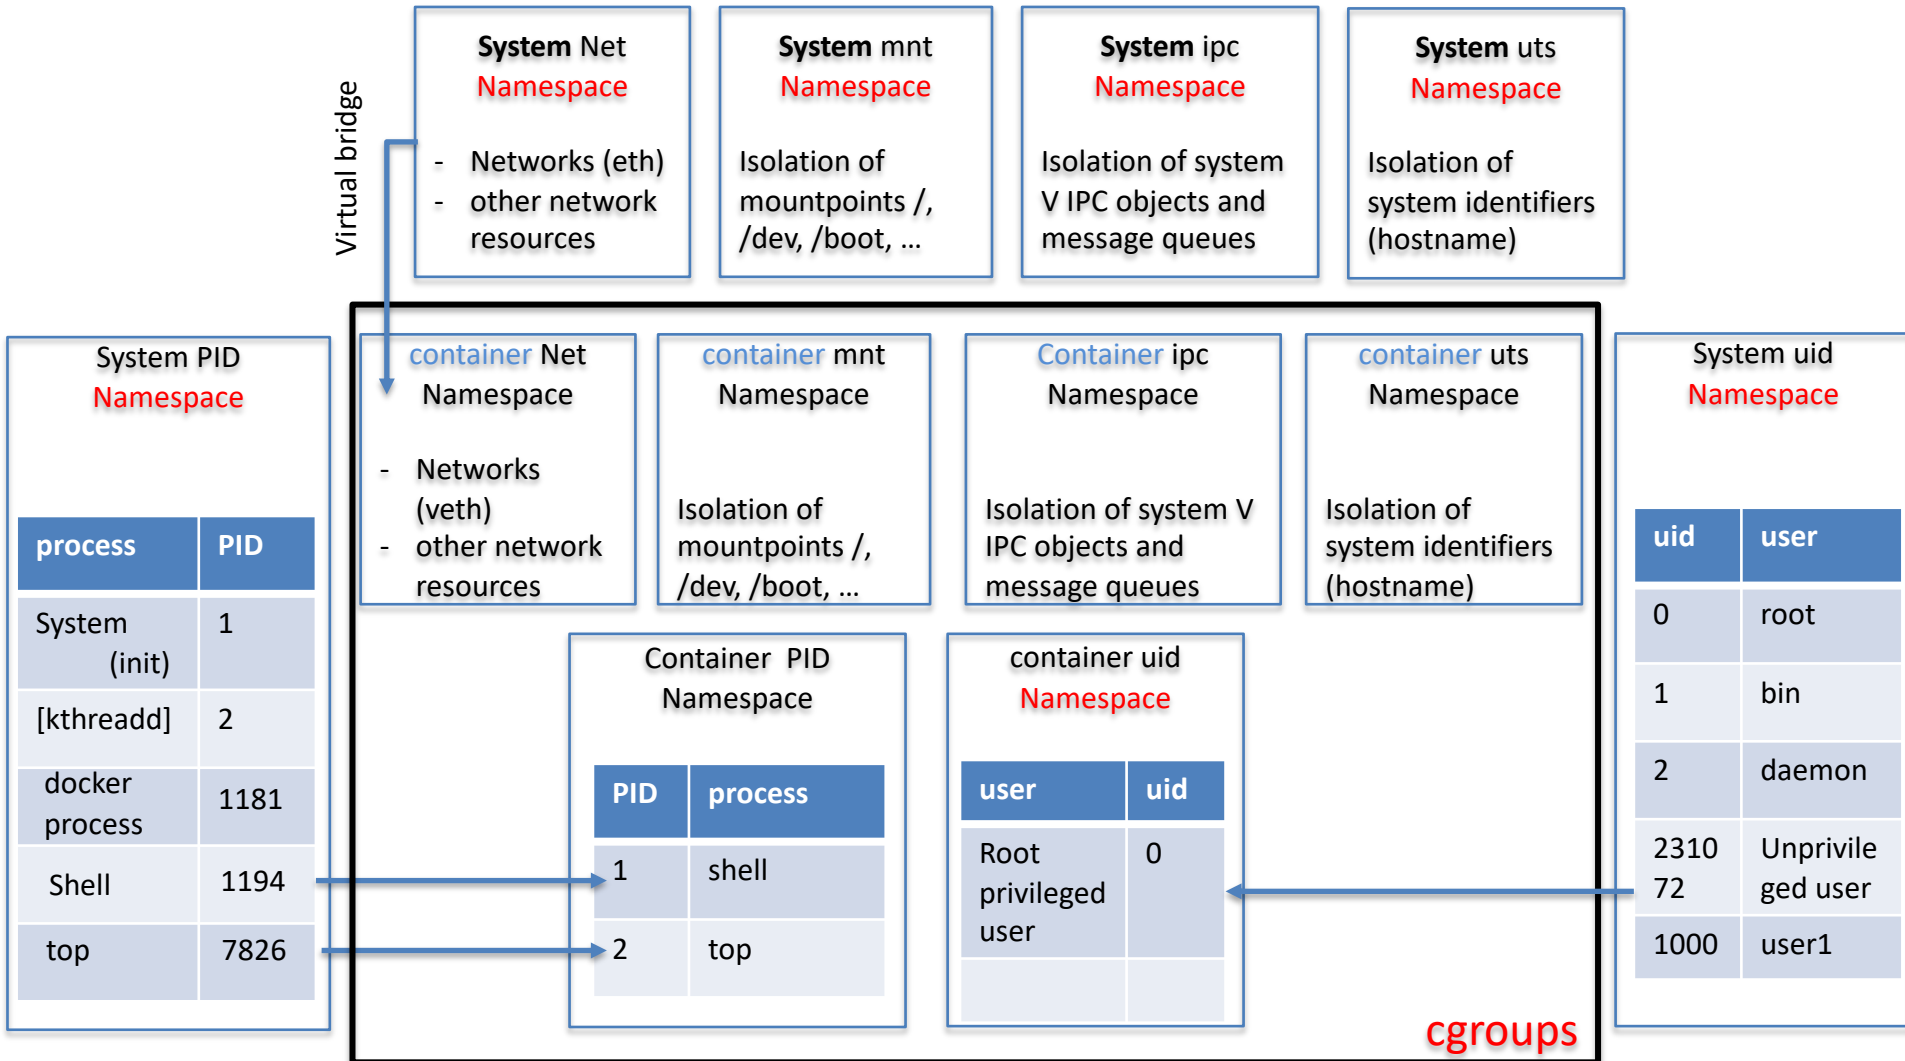 System Net
Namespace
- Networks (eth)
- other network
resources
System mnt
Namespace
Isolation of
mountpoints /,
/dev, /boot, ...
System ipc
Namespace
Isolation of system
V IPC objects and
message queues
System uts
Namespace
Isolation of
system identifiers
(hostname)
Virtual bridge
System PID
Namespace
process PID
System
(init) 1
[kthreadd] 2
docker
process 1181
Shell 1194
top 7826
container Net
Namespace
- Networks
(veth)
- other network
resources
container mnt
Namespace
Isolation of
mountpoints /,
/dev, /boot, ...
Container ipc
Namespace
Isolation of system V
IPC objects and
message queues
container uts
Namespace
Isolation of
system identifiers
(hostname)
Container PID
Namespace
PID process
1 shell
2 top
container uid
Namespace
user uid
Root 0
privileged
user
cgroups
System uid
Namespace
uid user
0 root
1 bin
2 daemon
2310 Unprivile
72 ged user
1000 user1